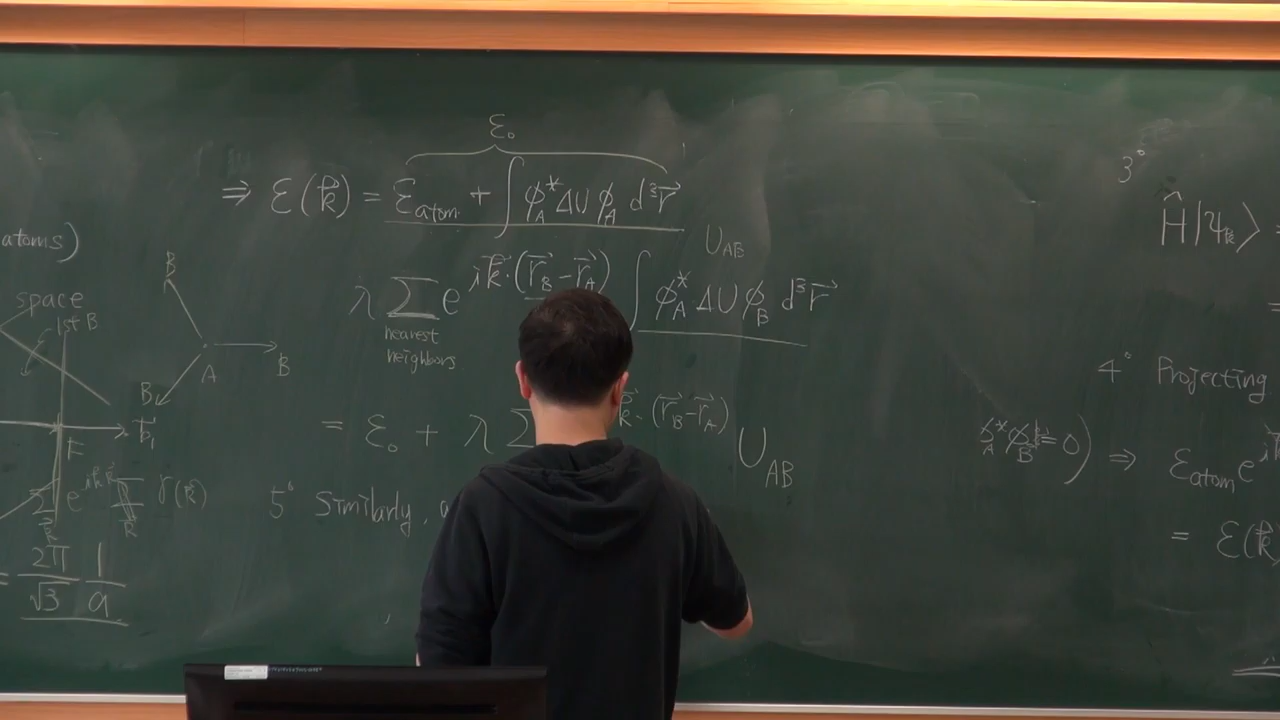 atoms)
space
1st B
B
A
B
B
2π/√3 1/a
ε₀
⇒ ε(k⃗) = ε_atom + ∫ φ_A* ΔU φ_A d³r⃗
U_AB
λ Σ e^{ik⃗·(r⃗_B−r⃗_A)} ∫ φ_A* ΔU φ_B d³r⃗
nearest
neighbors
= ε₀ + λ Σ k⃗·(r⃗_B−r⃗_A) U_AB
5° Similarly,
3°
Ĥ|ψ_k⃗⟩ =
4° Projecting
φ_A* φ_B = 0) ⇒ ε_atom e^i
= ε(k⃗